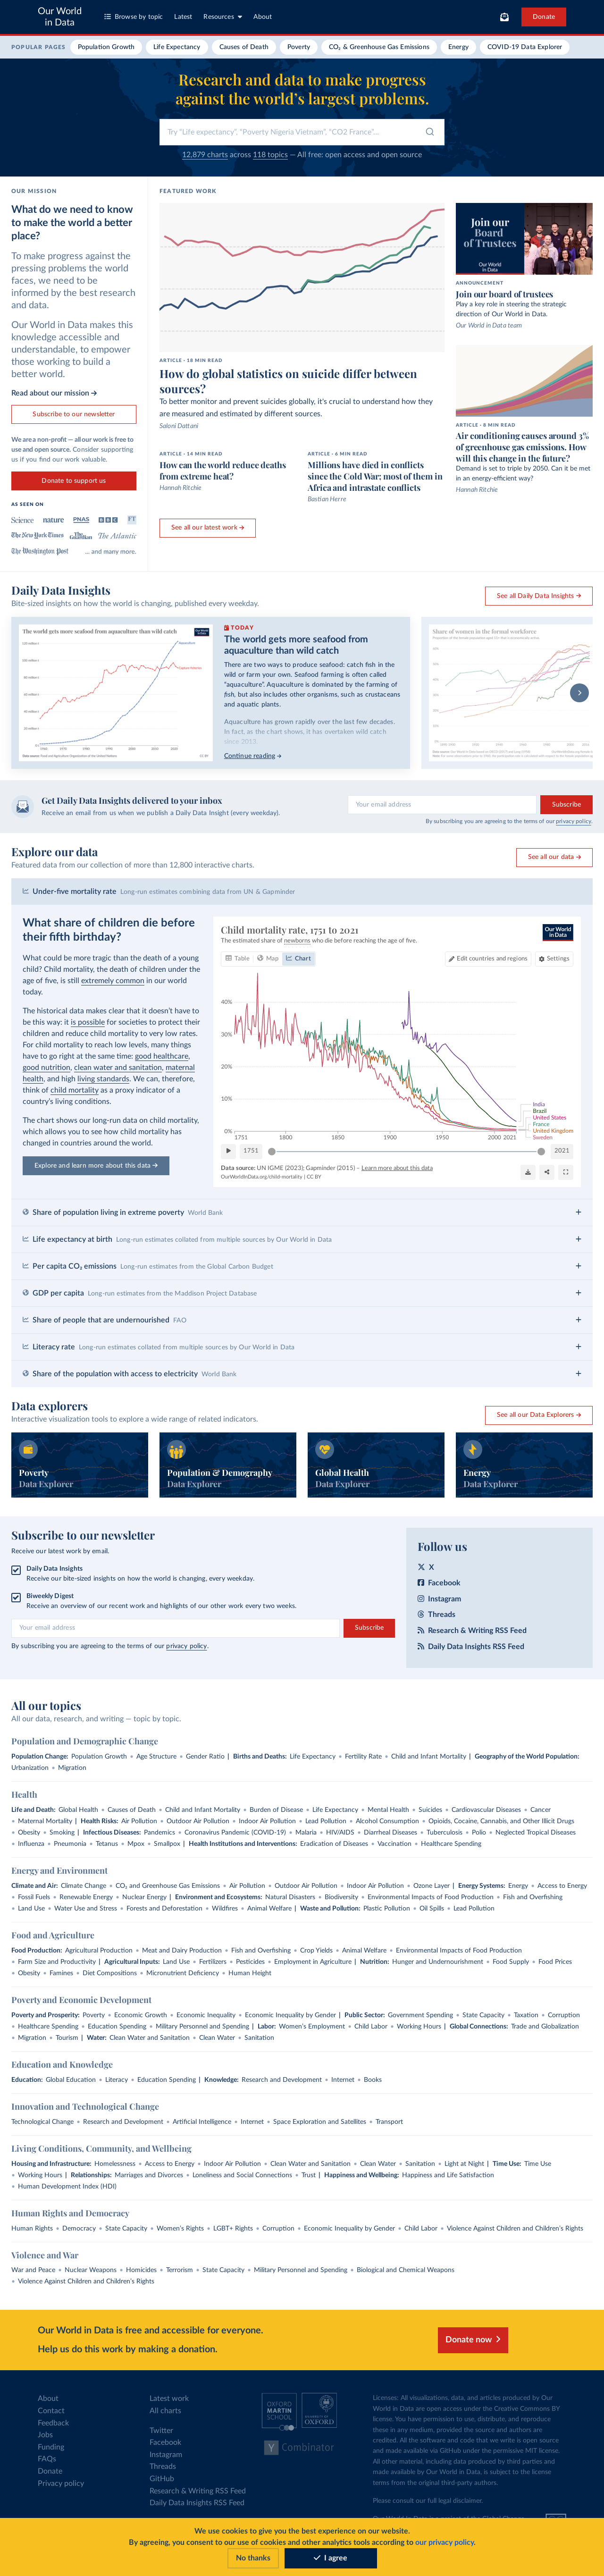 Our World
in Data
Browse by topic
Latest
Resources
About
Donate
POPULAR PAGES
Population Growth
Life Expectancy
Causes of Death
Poverty
CO₂ & Greenhouse Gas Emissions
Energy
COVID-19 Data Explorer
Research and data to make progress
against the world’s largest problems.
Try "Life expectancy", "Poverty Nigeria Vietnam", "CO2 France"...
12,879 charts across 118 topics — All free: open access and open source
OUR MISSION
What do we need to know
to make the world a better
place?
To make progress against the
pressing problems the world
faces, we need to be
informed by the best research
and data.
Our World in Data makes this
knowledge accessible and
understandable, to empower
those working to build a
better world.
Read about our mission →
Subscribe to our newsletter
We are a non-profit — all our work is free to
use and open source. Consider supporting
us if you find our work valuable.
Donate to support us
AS SEEN ON
Science
nature
PNAS
BBC
FT
The New York Times
The Guardian
The Atlantic
The Washington Post
... and many more.
FEATURED WORK
ARTICLE · 18 MIN READ
How do global statistics on suicide differ between
sources?
To better monitor and prevent suicides globally, it's crucial to understand how they
are measured and estimated by different sources.
Saloni Dattani
ARTICLE · 14 MIN READ
How can the world reduce deaths
from extreme heat?
Hannah Ritchie
ARTICLE · 6 MIN READ
Millions have died in conflicts
since the Cold War; most of them in
Africa and intrastate conflicts
Bastian Herre
See all our latest work →
Join our
Board
of Trustees
Our World
in Data
ANNOUNCEMENT
Join our board of trustees
Play a key role in steering the strategic
direction of Our World in Data.
Our World in Data team
ARTICLE · 8 MIN READ
Air conditioning causes around 3%
of greenhouse gas emissions. How
will this change in the future?
Demand is set to triple by 2050. Can it be met
in an energy-efficient way?
Hannah Ritchie
Daily Data Insights
Bite-sized insights on how the world is changing, published every weekday.
See all Daily Data Insights →
The world gets more seafood from aquaculture than wild catch
TODAY
The world gets more seafood from
aquaculture than wild catch
There are two ways to produce seafood: catch fish in the
wild or farm your own. Seafood farming is often called
“aquaculture”. Aquaculture is dominated by the farming of
fish, but also includes other organisms, such as crustaceans
and aquatic plants.
Aquaculture has grown rapidly over the last few decades.
In fact, as the chart shows, it has overtaken wild catch
since 2013.
Continue reading →
Share of women in the formal workforce
Get Daily Data Insights delivered to your inbox
Receive an email from us when we publish a Daily Data Insight (every weekday).
Your email address
Subscribe
By subscribing you are agreeing to the terms of our privacy policy.
Explore our data
Featured data from our collection of more than 12,800 interactive charts.
See all our data →
Under-five mortality rate Long-run estimates combining data from UN & Gapminder
What share of children die before
their fifth birthday?
What could be more tragic than the death of a young
child? Child mortality, the death of children under the
age of five, is still extremely common in our world
today.
The historical data makes clear that it doesn’t have to
be this way: it is possible for societies to protect their
children and reduce child mortality to very low rates.
For child mortality to reach low levels, many things
have to go right at the same time: good healthcare,
good nutrition, clean water and sanitation, maternal
health, and high living standards. We can, therefore,
think of child mortality as a proxy indicator of a
country’s living conditions.
The chart shows our long-run data on child mortality,
which allows you to see how child mortality has
changed in countries around the world.
Explore and learn more about this data →
Child mortality rate, 1751 to 2021
The estimated share of newborns who die before reaching the age of five.
Our World
in Data
Table
Map
Chart
Edit countries and regions
Settings
40%
30%
20%
10%
0%
1751
1800
1850
1900
1950
2000
2021
India
Brazil
United States
France
United Kingdom
Sweden
1751
2021
Data source: UN IGME (2023); Gapminder (2015) – Learn more about this data
OurWorldInData.org/child-mortality | CC BY
Share of population living in extreme poverty World Bank
Life expectancy at birth Long-run estimates collated from multiple sources by Our World in Data
Per capita CO₂ emissions Long-run estimates from the Global Carbon Budget
GDP per capita Long-run estimates from the Maddison Project Database
Share of people that are undernourished FAO
Literacy rate Long-run estimates collated from multiple sources by Our World in Data
Share of the population with access to electricity World Bank
Data explorers
Interactive visualization tools to explore a wide range of related indicators.
See all our Data Explorers →
Poverty
Data Explorer
Population & Demography
Data Explorer
Global Health
Data Explorer
Energy
Data Explorer
Subscribe to our newsletter
Receive our latest work by email.
Daily Data Insights
Receive our bite-sized insights on how the world is changing, every weekday.
Biweekly Digest
Receive an overview of our recent work and highlights of our other work every two weeks.
Your email address
Subscribe
By subscribing you are agreeing to the terms of our privacy policy.
Follow us
X
Facebook
Instagram
Threads
Research & Writing RSS Feed
Daily Data Insights RSS Feed
All our topics
All our data, research, and writing — topic by topic.
Population and Demographic Change
Population Change: Population Growth • Age Structure • Gender Ratio | Births and Deaths: Life Expectancy • Fertility Rate • Child and Infant Mortality | Geography of the World Population:
Urbanization • Migration
Health
Life and Death: Global Health • Causes of Death • Child and Infant Mortality • Burden of Disease • Life Expectancy • Mental Health • Suicides • Cardiovascular Diseases • Cancer
• Maternal Mortality | Health Risks: Air Pollution • Outdoor Air Pollution • Indoor Air Pollution • Lead Pollution • Alcohol Consumption • Opioids, Cocaine, Cannabis, and Other Illicit Drugs
• Obesity • Smoking | Infectious Diseases: Pandemics • Coronavirus Pandemic (COVID-19) • Malaria • HIV/AIDS • Diarrheal Diseases • Tuberculosis • Polio • Neglected Tropical Diseases
• Influenza • Pneumonia • Tetanus • Mpox • Smallpox | Health Institutions and Interventions: Eradication of Diseases • Vaccination • Healthcare Spending
Energy and Environment
Climate and Air: Climate Change • CO₂ and Greenhouse Gas Emissions • Air Pollution • Outdoor Air Pollution • Indoor Air Pollution • Ozone Layer | Energy Systems: Energy • Access to Energy
• Fossil Fuels • Renewable Energy • Nuclear Energy | Environment and Ecosystems: Natural Disasters • Biodiversity • Environmental Impacts of Food Production • Fish and Overfishing
• Land Use • Water Use and Stress • Forests and Deforestation • Wildfires • Animal Welfare | Waste and Pollution: Plastic Pollution • Oil Spills • Lead Pollution
Food and Agriculture
Food Production: Agricultural Production • Meat and Dairy Production • Fish and Overfishing • Crop Yields • Animal Welfare • Environmental Impacts of Food Production
• Farm Size and Productivity | Agricultural Inputs: Land Use • Fertilizers • Pesticides • Employment in Agriculture | Nutrition: Hunger and Undernourishment • Food Supply • Food Prices
• Obesity • Famines • Diet Compositions • Micronutrient Deficiency • Human Height
Poverty and Economic Development
Poverty and Prosperity: Poverty • Economic Growth • Economic Inequality • Economic Inequality by Gender | Public Sector: Government Spending • State Capacity • Taxation • Corruption
• Healthcare Spending • Education Spending • Military Personnel and Spending | Labor: Women’s Employment • Child Labor • Working Hours | Global Connections: Trade and Globalization
• Migration • Tourism | Water: Clean Water and Sanitation • Clean Water • Sanitation
Education and Knowledge
Education: Global Education • Literacy • Education Spending | Knowledge: Research and Development • Internet • Books
Innovation and Technological Change
Technological Change • Research and Development • Artificial Intelligence • Internet • Space Exploration and Satellites • Transport
Living Conditions, Community, and Wellbeing
Housing and Infrastructure: Homelessness • Access to Energy • Indoor Air Pollution • Clean Water and Sanitation • Clean Water • Sanitation • Light at Night | Time Use: Time Use
• Working Hours | Relationships: Marriages and Divorces • Loneliness and Social Connections • Trust | Happiness and Wellbeing: Happiness and Life Satisfaction
• Human Development Index (HDI)
Human Rights and Democracy
Human Rights • Democracy • State Capacity • Women’s Rights • LGBT+ Rights • Corruption • Economic Inequality by Gender • Child Labor • Violence Against Children and Children’s Rights
Violence and War
War and Peace • Nuclear Weapons • Homicides • Terrorism • State Capacity • Military Personnel and Spending • Biological and Chemical Weapons
• Violence Against Children and Children’s Rights
Our World in Data is free and accessible for everyone.
Help us do this work by making a donation.
Donate now
About
Contact
Feedback
Jobs
Funding
FAQs
Donate
Privacy policy
Latest work
All charts
Twitter
Facebook
Instagram
Threads
GitHub
Research & Writing RSS Feed
Daily Data Insights RSS Feed
OXFORD
MARTIN
SCHOOL
UNIVERSITY OF
OXFORD
Y Combinator
Licenses: All visualizations, data, and articles produced by Our
World in Data are open access under the Creative Commons BY
license. You have permission to use, distribute, and reproduce
these in any medium, provided the source and authors are
credited. All the software and code that we write is open source
and made available via GitHub under the permissive MIT license.
All other material, including data produced by third parties and
made available by Our World in Data, is subject to the license
terms from the original third-party authors.
Please consult our full legal disclaimer.
We use cookies to give you the best experience on our website.
By agreeing, you consent to our use of cookies and other analytics tools according to our privacy policy.
No thanks
I agree